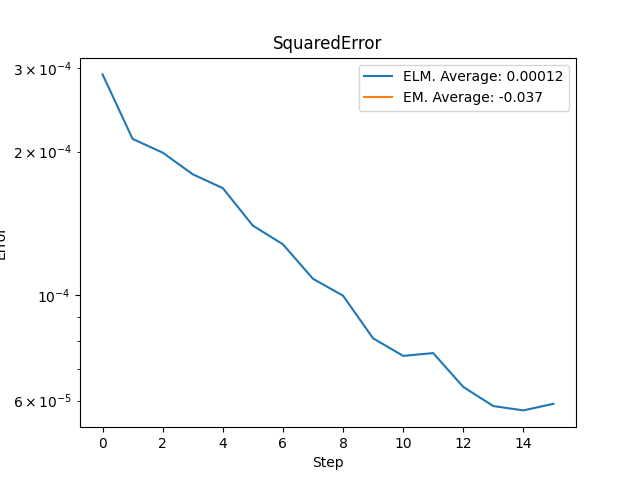 SquaredError
3 × 10⁻⁴
ELM. Average: 0.00012
EM. Average: -0.037
2 × 10⁻⁴
Error
10⁻⁴
6 × 10⁻⁵
0 2 4 6 8 10 12 14
Step